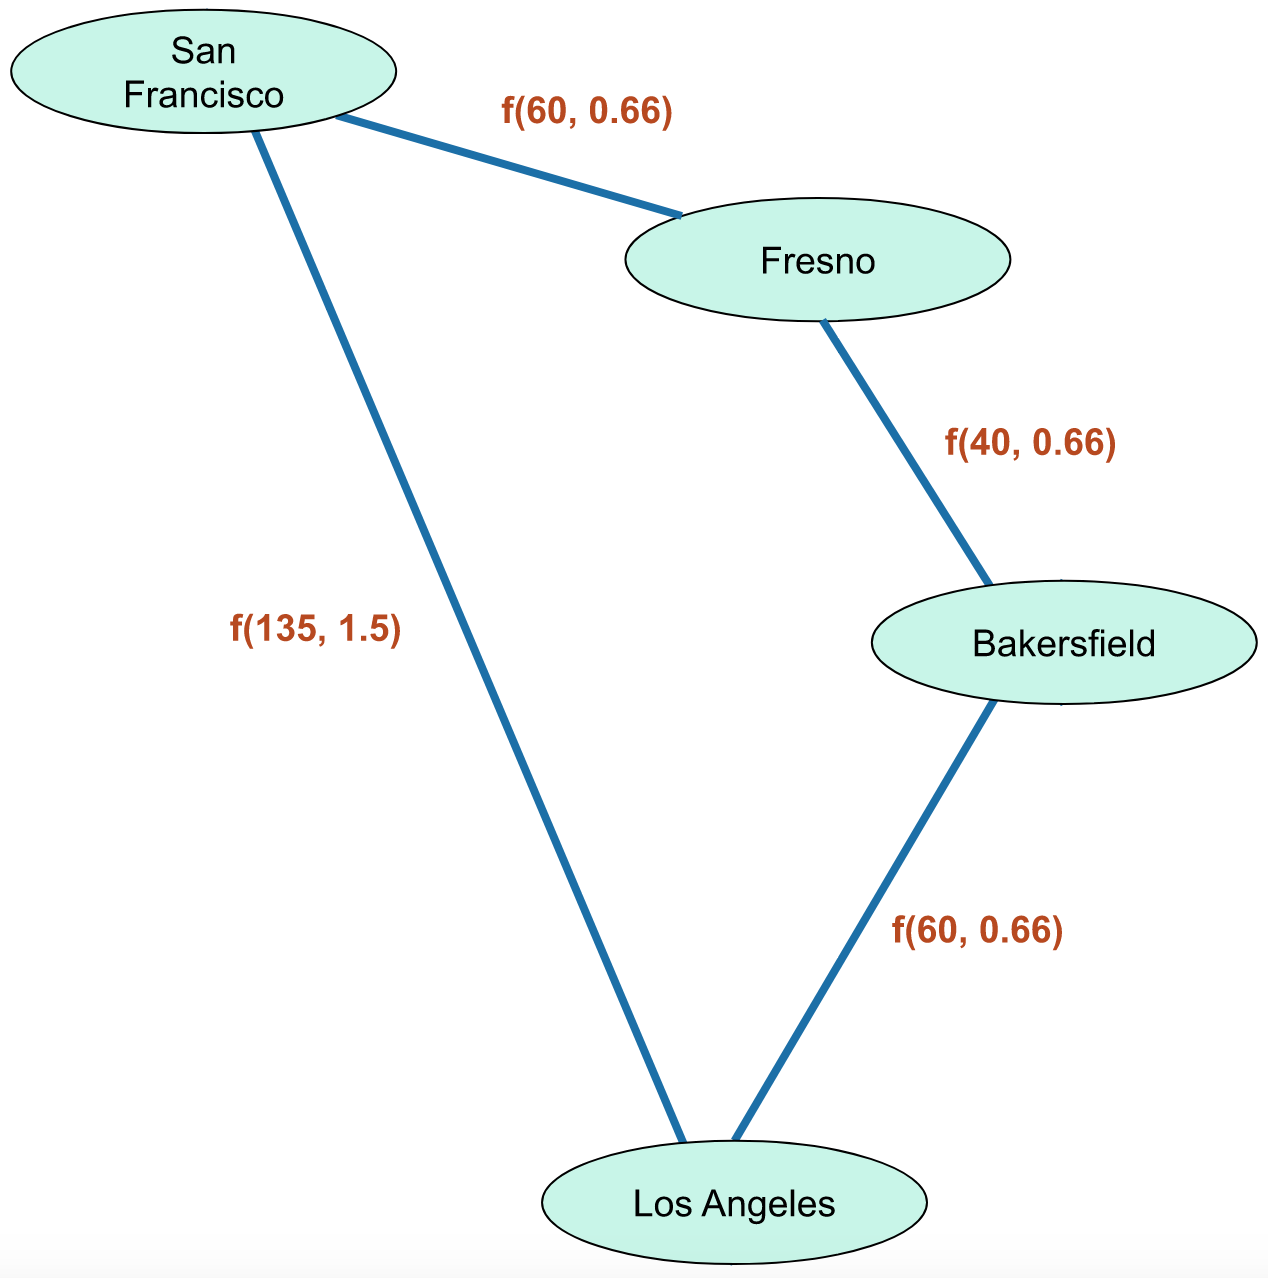 San
Francisco
f(60, 0.66)
Fresno
f(40, 0.66)
f(135, 1.5)
Bakersfield
f(60, 0.66)
Los Angeles